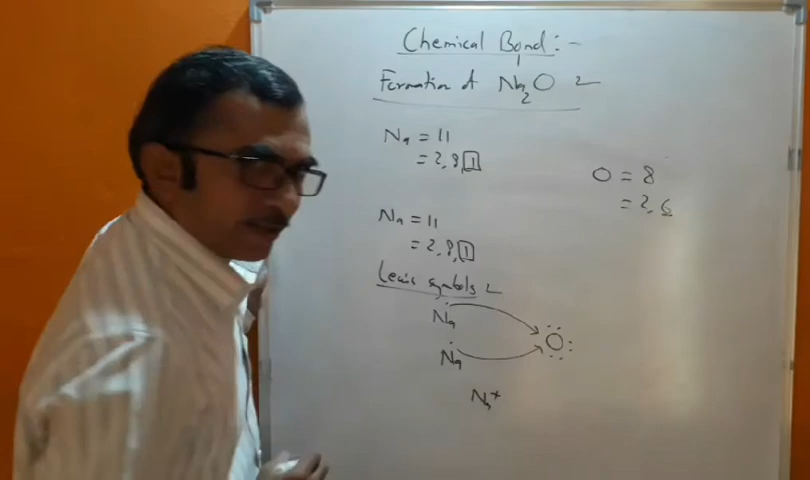 Chemical Bond:-
Formation of Na2O
Na = 11
= 2,8,1
O = 8
= 2,6
Na = 11
= 2,8,1
Lewis symbols
Na
O
Na
Na+